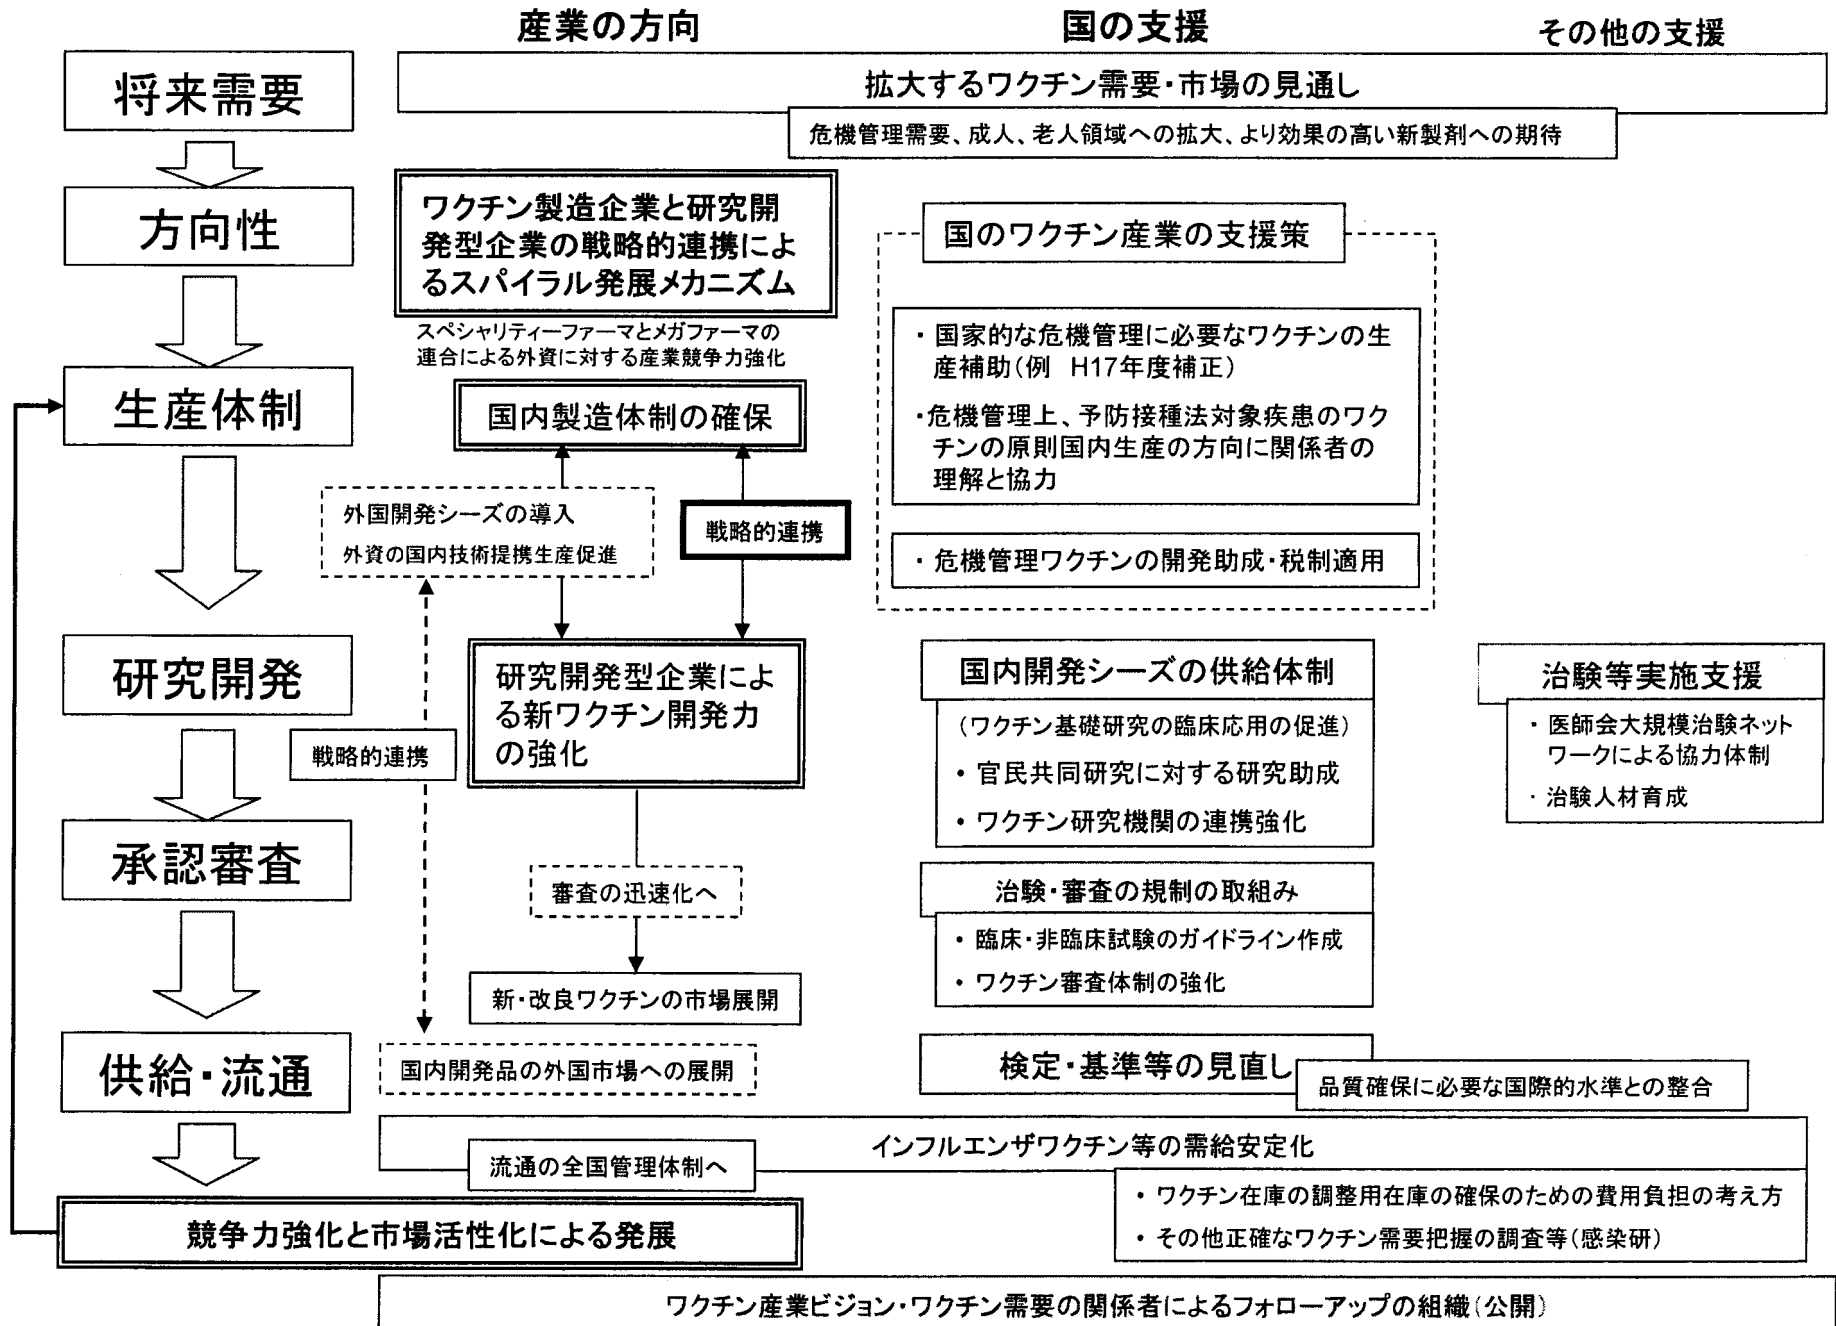 産業の方向
国の支援
その他の支援
将来需要
拡大するワクチン需要・市場の見通し
危機管理需要、成人、老人領域への拡大、より効果の高い新製剤への期待
方向性
ワクチン製造企業と研究開
発型企業の戦略的連携によ
るスパイラル発展メカニズム
スペシャリティーファーマとメガファーマの
連合による外資に対する産業競争力強化
国のワクチン産業の支援策
・国家的な危機管理に必要なワクチンの生
産補助(例 H17年度補正)
・危機管理上、予防接種法対象疾患のワク
チンの原則国内生産の方向に関係者の
理解と協力
・危機管理ワクチンの開発助成・税制適用
生産体制
国内製造体制の確保
外国開発シーズの導入
外資の国内技術提携生産促進
戦略的連携
研究開発
研究開発型企業によ
る新ワクチン開発力
の強化
戦略的連携
国内開発シーズの供給体制
(ワクチン基礎研究の臨床応用の促進)
・官民共同研究に対する研究助成
・ワクチン研究機関の連携強化
治験等実施支援
・医師会大規模治験ネット
ワークによる協力体制
・治験人材育成
承認審査
審査の迅速化へ
新・改良ワクチンの市場展開
治験・審査の規制の取組み
・臨床・非臨床試験のガイドライン作成
・ワクチン審査体制の強化
供給・流通
国内開発品の外国市場への展開
検定・基準等の見直し
品質確保に必要な国際的水準との整合
インフルエンザワクチン等の需給安定化
流通の全国管理体制へ
・ワクチン在庫の調整用在庫の確保のための費用負担の考え方
・その他正確なワクチン需要把握の調査等(感染研)
競争力強化と市場活性化による発展
ワクチン産業ビジョン・ワクチン需要の関係者によるフォローアップの組織(公開)